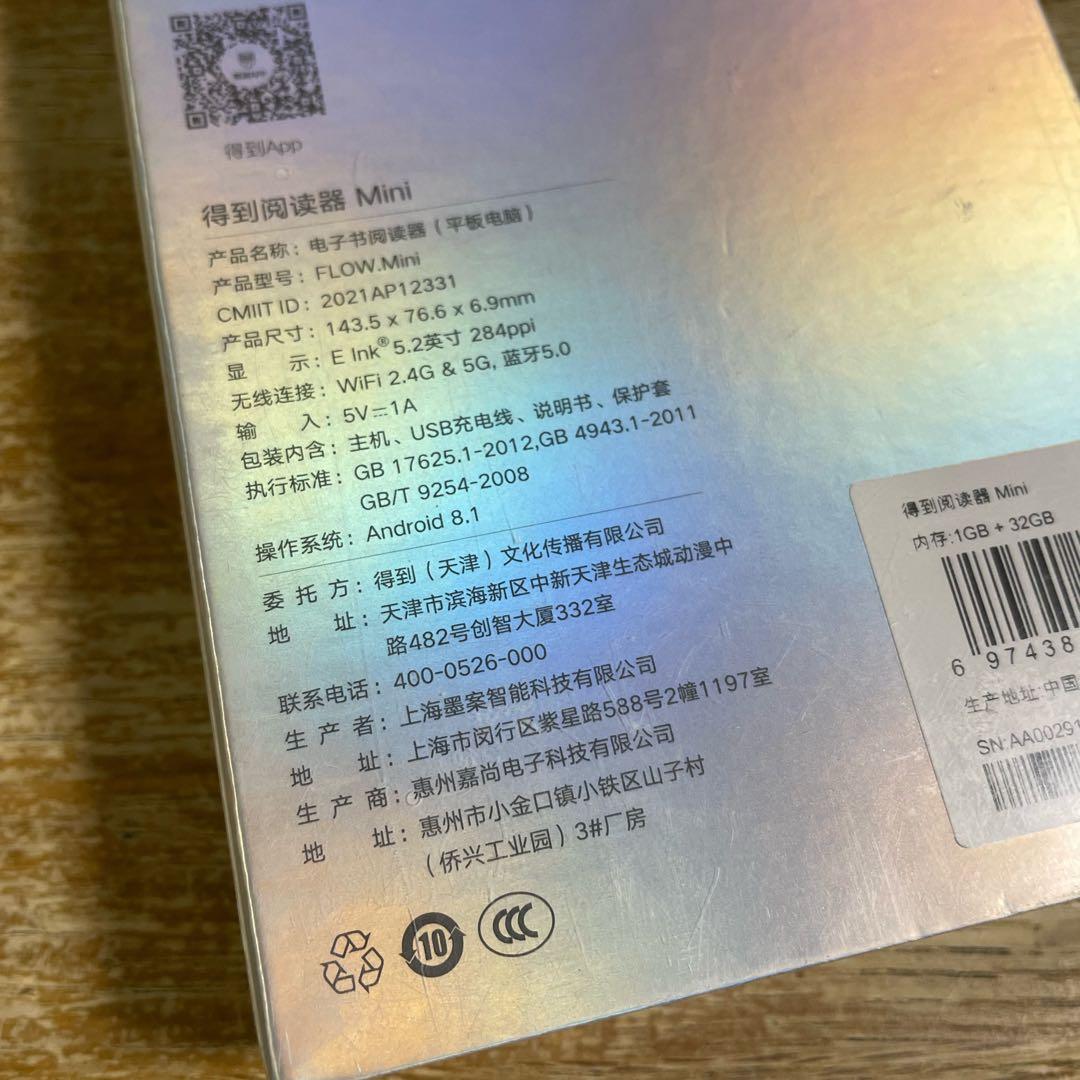 得到App
得到阅读器 Mini
产品名称：电子书阅读器（平板电脑）
产品型号：FLOW.Mini
CMIIT ID：2021AP12331
产品尺寸：143.5 x 76.6 x 6.9mm
显 示：E Ink® 5.2英寸 284ppi
无线连接：WiFi 2.4G & 5G, 蓝牙5.0
输 入：5V⎓1A
包装内含：主机、USB充电线、说明书、保护套
执行标准：GB 17625.1-2012,GB 4943.1-2011
GB/T 9254-2008
操作系统：Android 8.1
委 托 方：得到（天津）文化传播有限公司
地 址：天津市滨海新区中新天津生态城动漫中
路482号创智大厦332室
联系电话：400-0526-000
生 产 者：上海墨案智能科技有限公司
地 址：上海市闵行区紫星路588号2幢1197室
生 产 商：惠州嘉尚电子科技有限公司
地 址：惠州市小金口镇小铁区山子村
（侨兴工业园）3#厂房
10
CCC
得到阅读器 Mini
内存:1GB + 32GB
6 97438
生产地址:中国
SN:AA00291